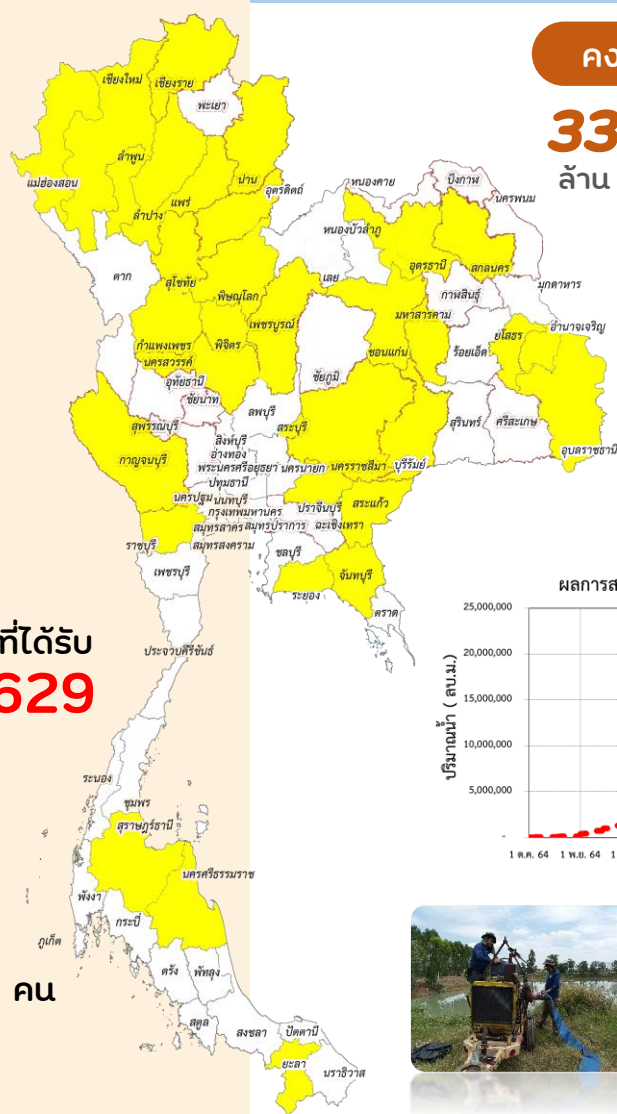 คง
33
ล้าน
เชียงใหม่
เชียงราย
พะเยา
ลำพูน
น่าน
แม่ฮ่องสอน
อุตรดิตถ์
แพร่
ลำปาง
หนองคาย
บึงกาฬ
นครพนม
หนองบัวลำภู
ตาก
สุโขทัย
เลย
อุดรธานี
สกลนคร
พิษณุโลก
กาฬสินธุ์
มุกดาหาร
เพชรบูรณ์
มหาสารคาม
กำแพงเพชร
พิจิตร
ขอนแก่น
ร้อยเอ็ด
ยโสธร
อำนาจเจริญ
นครสวรรค์
ชัยภูมิ
อุทัยธานี
ชัยนาท
ลพบุรี
สุพรรณบุรี
สระบุรี
สุรินทร์
ศรีสะเกษ
สิงห์บุรี
อ่างทอง
อุบลราชธานี
กาญจนบุรี
พระนครศรีอยุธยา
นครนายก
นครราชสีมา
บุรีรัมย์
ปทุมธานี
นครปฐม
นนทบุรี
ปราจีนบุรี
สระแก้ว
กรุงเทพมหานคร
สมุทรสาคร
สมุทรปราการ
ฉะเชิงเทรา
ราชบุรี
สมุทรสงคราม
ชลบุรี
เพชรบุรี
จันทบุรี
ระยอง
ตราด
ประจวบคีรีขันธ์
ที่ได้รับ
629
ระนอง
ชุมพร
สุราษฎร์ธานี
นครศรีธรรมราช
พังงา
กระบี่
ภูเก็ต
ตรัง
พัทลุง
คน
สตูล
สงขลา
ปัตตานี
ยะลา
นราธิวาส
ผลการส
ปริมาณน้ำ ( ลบ.ม.)
25,000,000
20,000,000
15,000,000
10,000,000
5,000,000
-
1 ต.ค. 64 1 พ.ย. 64 1